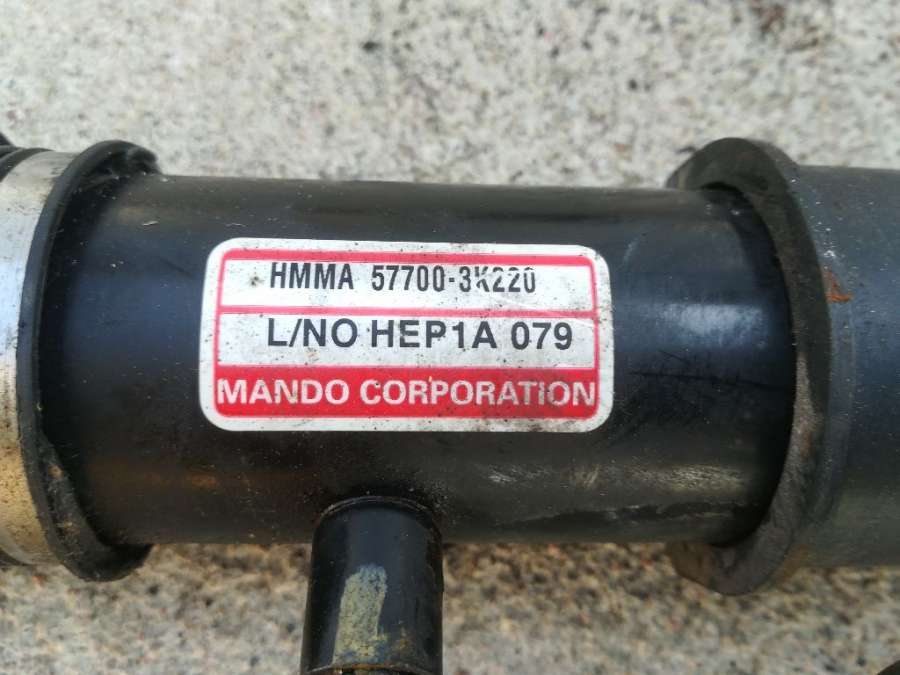 HMMA 57700-3K220
L/NO HEP1A 079
MANDO CORPORATION